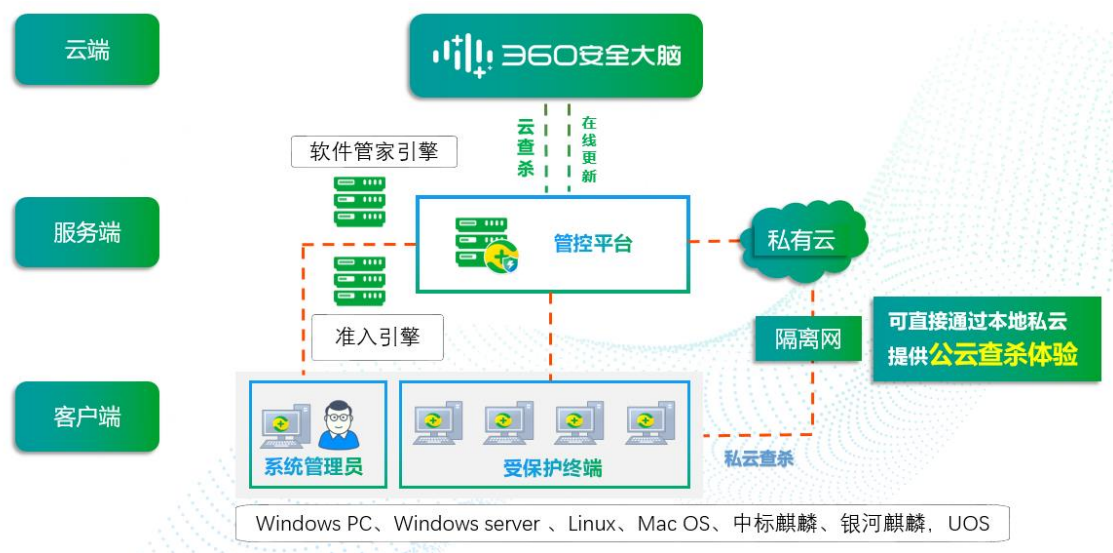 云端
360安全大脑
云查杀
在线更新
软件管家引擎
服务端
管控平台
私有云
准入引擎
隔离网
可直接通过本地私云
提供公云查杀体验
客户端
系统管理员
受保护终端
私云查杀
Windows PC、Windows server 、Linux、Mac OS、中标麒麟、银河麒麟,UOS